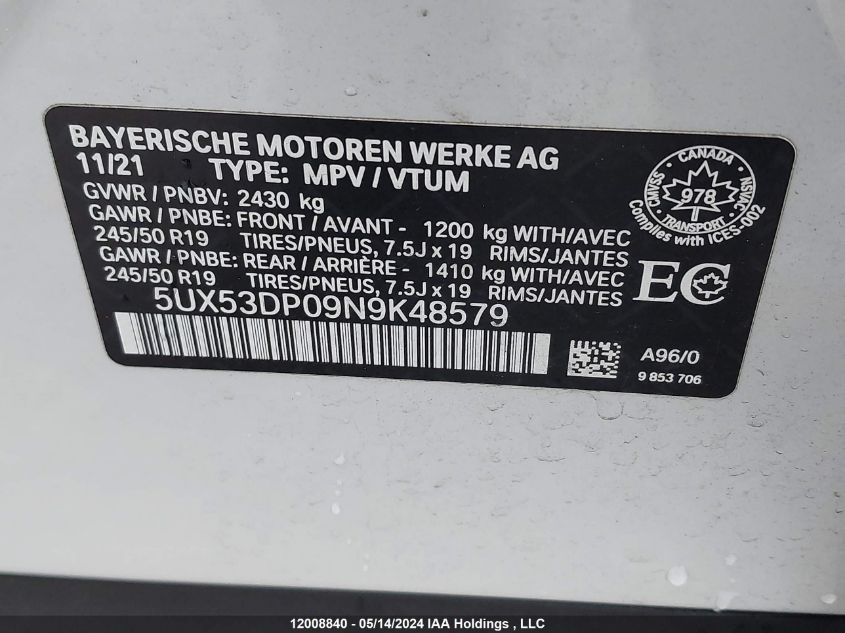 BAYERISCHE MOTOREN WERKE AG
11/21 TYPE: MPV / VTUM
GVWR / PNBV: 2430 kg
GAWR / PNBE: FRONT / AVANT - 1200 kg WITH/AVEC
245/50 R19 TIRES/PNEUS, 7.5J x 19 RIMS/JANTES
GAWR / PNBE: REAR / ARRIÈRE - 1410 kg WITH/AVEC
245/50 R19 TIRES/PNEUS, 7.5J x 19 RIMS/JANTES
5UX53DP09N9K48579
CANADA
CMVSS
978
NSVAC
TRANSPORT
Complies with ICES-002
EC
A96/0
9 853 706
12008840 - 05/14/2024 IAA Holdings , LLC